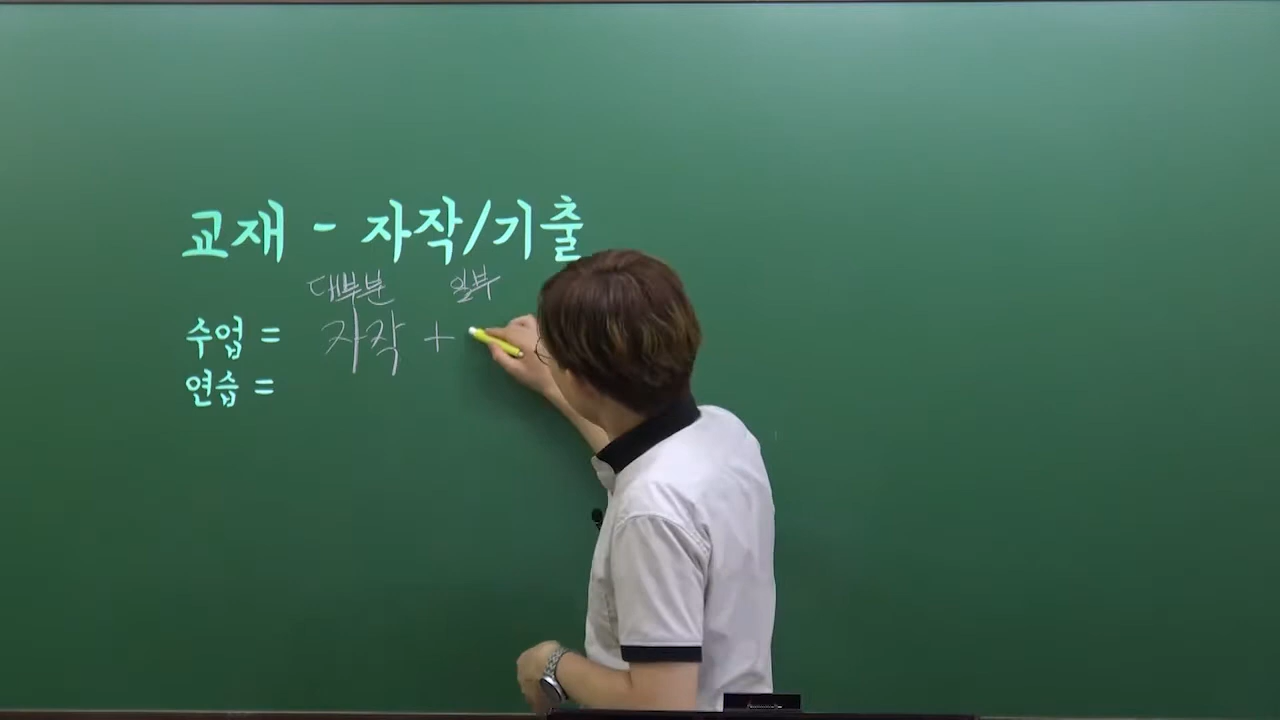 교재 - 자작/기출
대부분 일부
수업 = 자작 +
연습 =